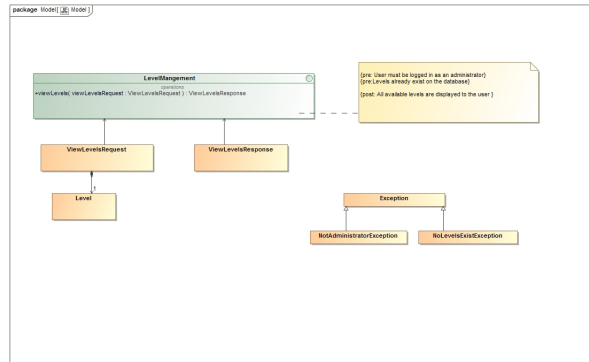 package Model[ Model ]
LevelMangement
operations
+viewLevels( viewLevelsRequest : ViewLevelsRequest ) : ViewLevelsResponse
{pre: User must be logged in as an administrator}
{pre:Levels already exist on the database}
{post: All available levels are displayed to the user }
ViewLevelsRequest
ViewLevelsResponse
1
Level
Exception
NotAdministratorException
NoLevelsExistException